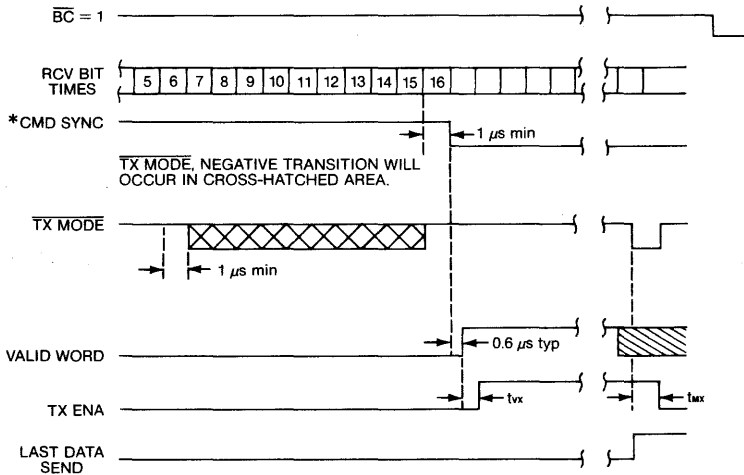 BC = 1
RCV BIT
TIMES
5 6 7 8 9 10 11 12 13 14 15 16
*CMD SYNC
1 μs min
TX MODE, NEGATIVE TRANSITION WILL
OCCUR IN CROSS-HATCHED AREA.
TX MODE
1 μs min
VALID WORD
0.6 μs typ
TX ENA
tVX
tMX
LAST DATA
SEND